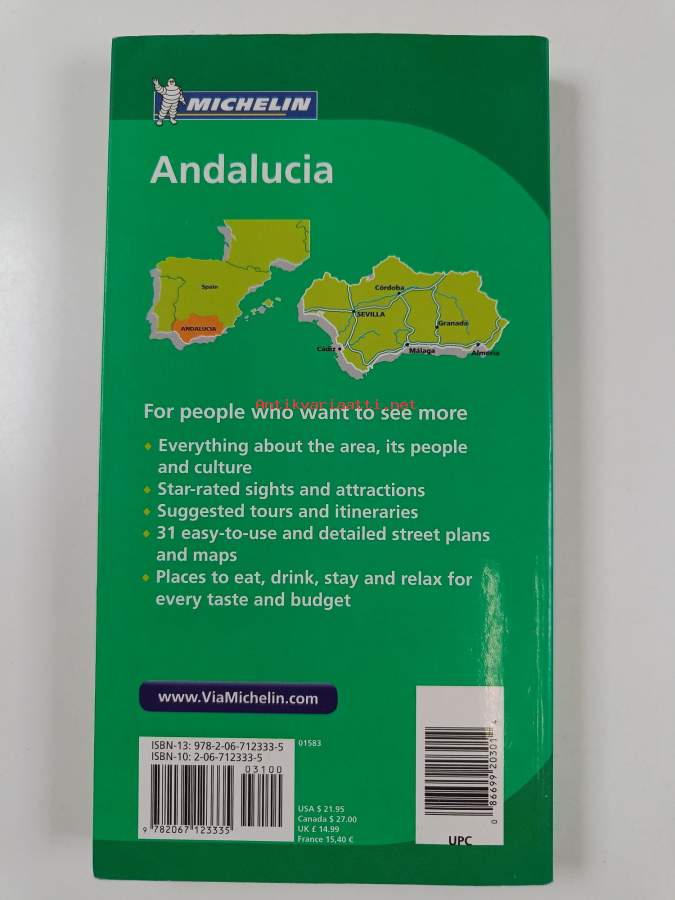 MICHELIN
Andalucia
Spain
ANDALUCIA
Córdoba
SEVILLA
Granada
Cádiz
Málaga
Almería
Antikvariaatti.net
For people who want to see more
Everything about the area, its people
and culture
Star-rated sights and attractions
Suggested tours and itineraries
31 easy-to-use and detailed street plans
and maps
Places to eat, drink, stay and relax for
every taste and budget
www.ViaMichelin.com
ISBN-13: 978-2-06-712333-5
ISBN-10: 2-06-712333-5
03100
9 782067 123335
01583
USA $ 21.95
Canada $ 27.00
UK £ 14.99
France 15,40 €
0 86699 20301 4
UPC